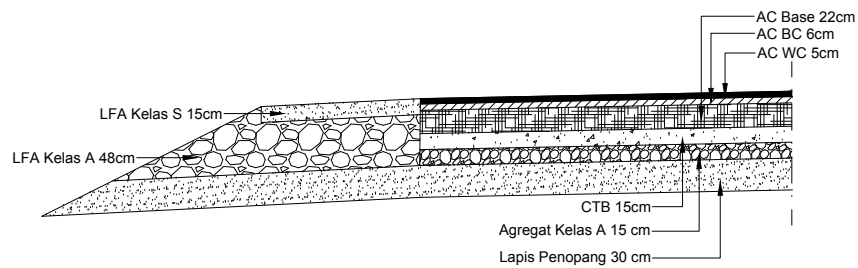 AC Base 22cm
AC BC 6cm
AC WC 5cm
LFA Kelas S 15cm
LFA Kelas A 48cm
CTB 15cm
Agregat Kelas A 15 cm
Lapis Penopang 30 cm